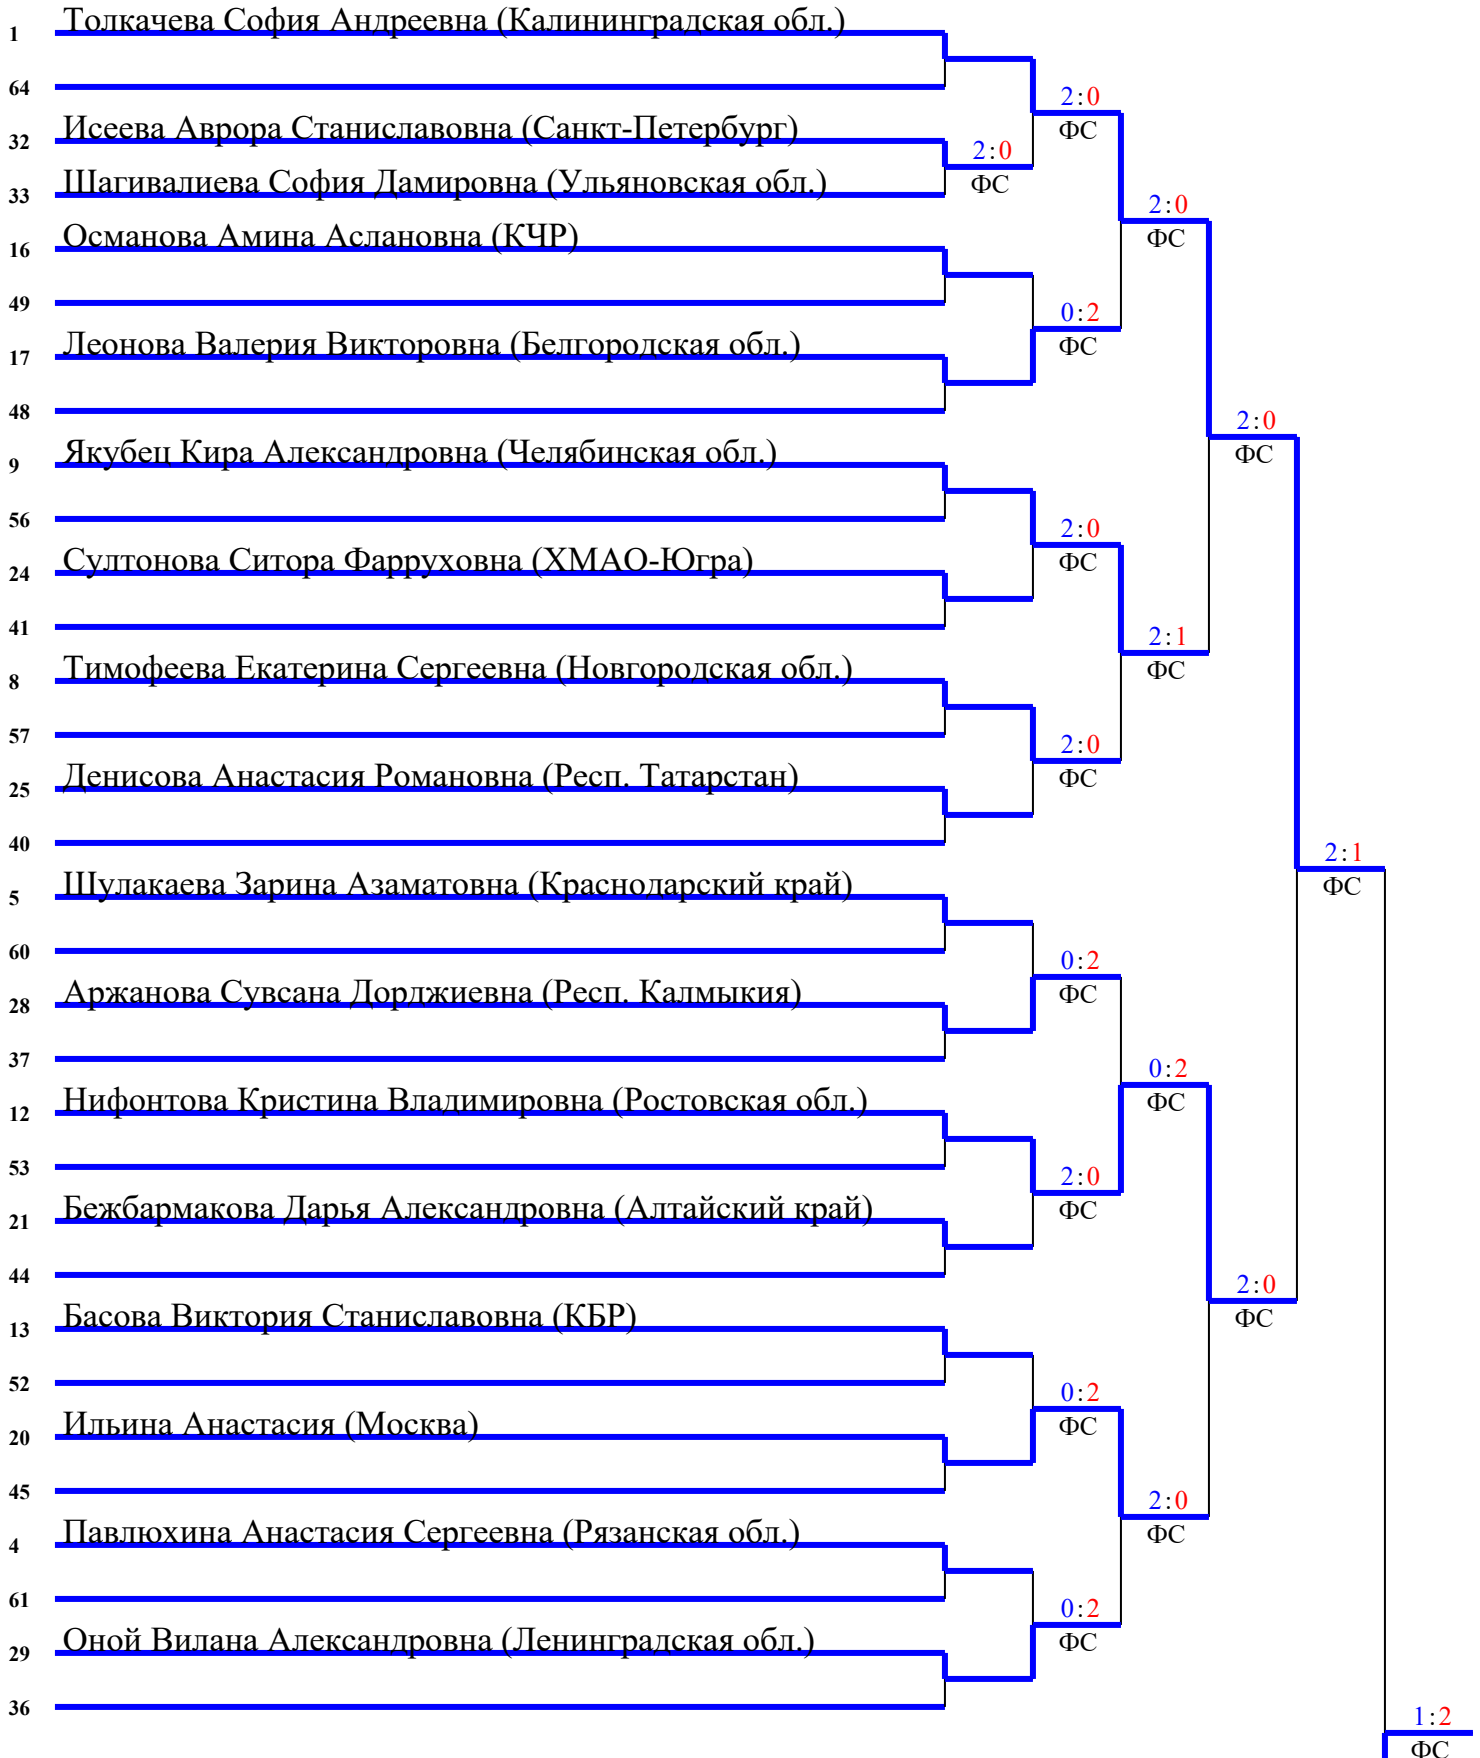 Толкачева София Андреевна (Калининградская обл.)
1
64
2:0
ФС
Исеева Аврора Станиславовна (Санкт-Петербург)
32
2:0
ФС
Шагивалиева София Дамировна (Ульяновская обл.)
33
2:0
ФС
Османова Амина Аслановна (КЧР)
16
49
0:2
ФС
Леонова Валерия Викторовна (Белгородская обл.)
17
48
2:0
ФС
Якубец Кира Александровна (Челябинская обл.)
9
56
2:0
ФС
Султонова Ситора Фарруховна (ХМАО-Югра)
24
41
2:1
ФС
Тимофеева Екатерина Сергеевна (Новгородская обл.)
8
57
2:0
ФС
Денисова Анастасия Романовна (Респ. Татарстан)
25
40
2:1
ФС
Шулакаева Зарина Азаматовна (Краснодарский край)
5
60
0:2
ФС
Аржанова Сувсана Дорджиевна (Респ. Калмыкия)
28
37
0:2
ФС
Нифонтова Кристина Владимировна (Ростовская обл.)
12
53
2:0
ФС
Бежбармакова Дарья Александровна (Алтайский край)
21
44
2:0
ФС
Басова Виктория Станиславовна (КБР)
13
52
0:2
ФС
Ильина Анастасия (Москва)
20
45
2:0
ФС
Павлюхина Анастасия Сергеевна (Рязанская обл.)
4
61
0:2
ФС
Оной Вилана Александровна (Ленинградская обл.)
29
36
1:2
ФС